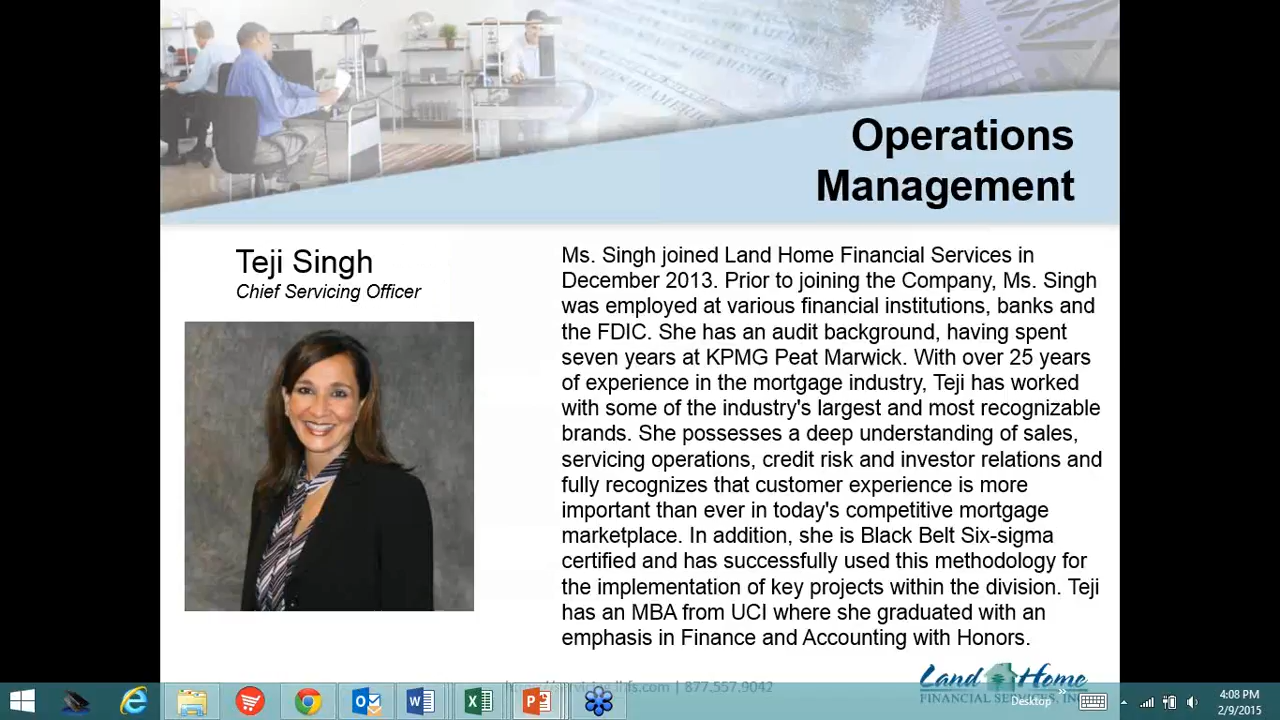 Operations
Management
Teji Singh
Chief Servicing Officer
Ms. Singh joined Land Home Financial Services in
December 2013. Prior to joining the Company, Ms. Singh
was employed at various financial institutions, banks and
the FDIC. She has an audit background, having spent
seven years at KPMG Peat Marwick. With over 25 years
of experience in the mortgage industry, Teji has worked
with some of the industry's largest and most recognizable
brands. She possesses a deep understanding of sales,
servicing operations, credit risk and investor relations and
fully recognizes that customer experience is more
important than ever in today's competitive mortgage
marketplace. In addition, she is Black Belt Six-sigma
certified and has successfully used this methodology for
the implementation of key projects within the division. Teji
has an MBA from UCI where she graduated with an
emphasis in Finance and Accounting with Honors.
Land Home
FINANCIAL SERVICES, INC.
| 877.557.9042
Desktop
4:08 PM
2/9/2015